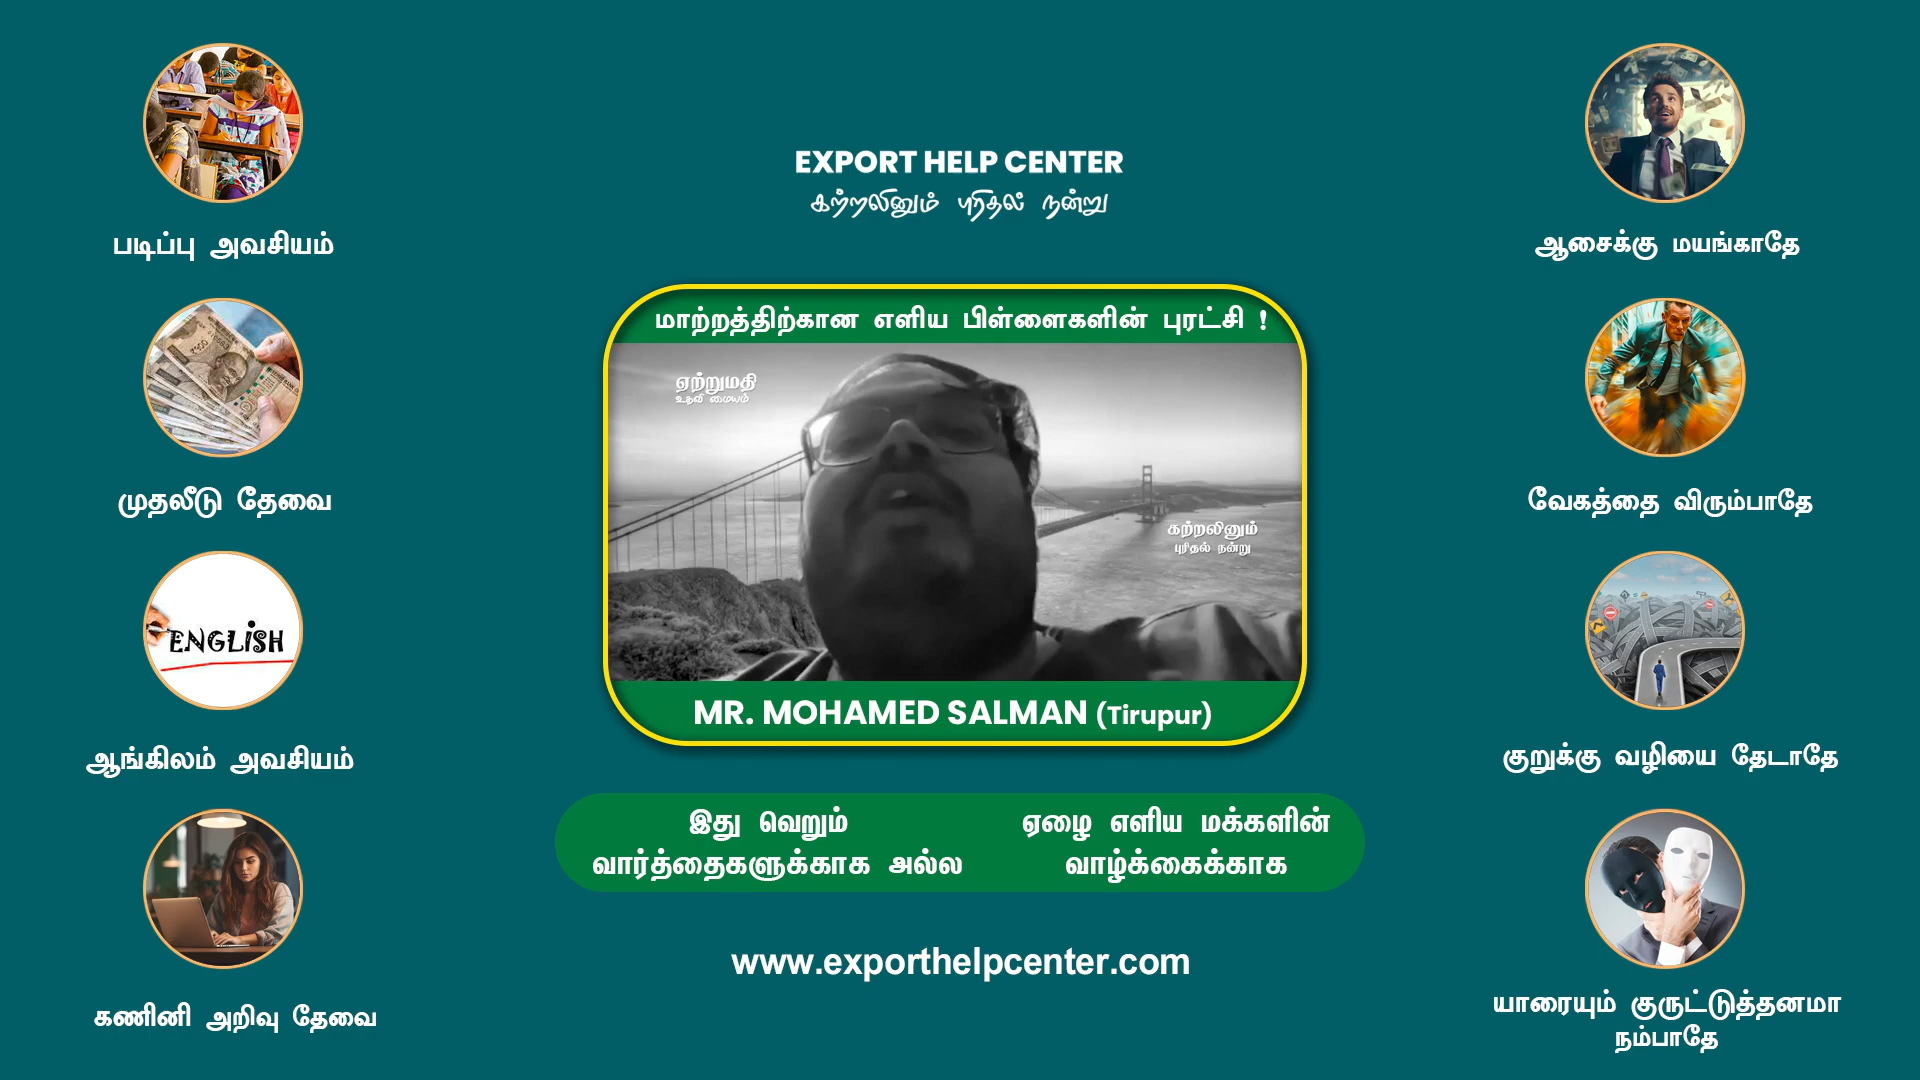 EXPORT HELP CENTER
கற்றலினும் புரிதல் நன்று
படிப்பு அவசியம்
முதலீடு தேவை
ENGLISH
ஆங்கிலம் அவசியம்
கணினி அறிவு தேவை
மாற்றத்திற்கான எளிய பிள்ளைகளின் புரட்சி !
ஏற்றுமதி
உதவி மையம்
கற்றலினும்
புரிதல் நன்று
MR. MOHAMED SALMAN (Tirupur)
இது வெறும்
வார்த்தைகளுக்காக அல்ல
ஏழை எளிய மக்களின்
வாழ்க்கைக்காக
www.exporthelpcenter.com
ஆசைக்கு மயங்காதே
வேகத்தை விரும்பாதே
குறுக்கு வழியை தேடாதே
யாரையும் குருட்டுத்தனமா
நம்பாதே